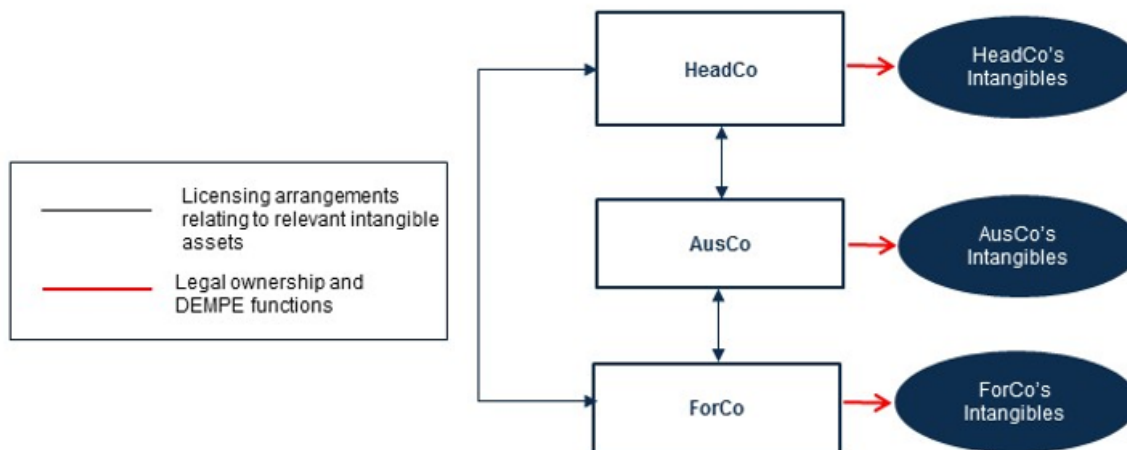 HeadCo
HeadCo's
Intangibles
Licensing arrangements
relating to relevant intangible
assets
Legal ownership and
DEMPE functions
AusCo
AusCo's
Intangibles
ForCo
ForCo's
Intangibles